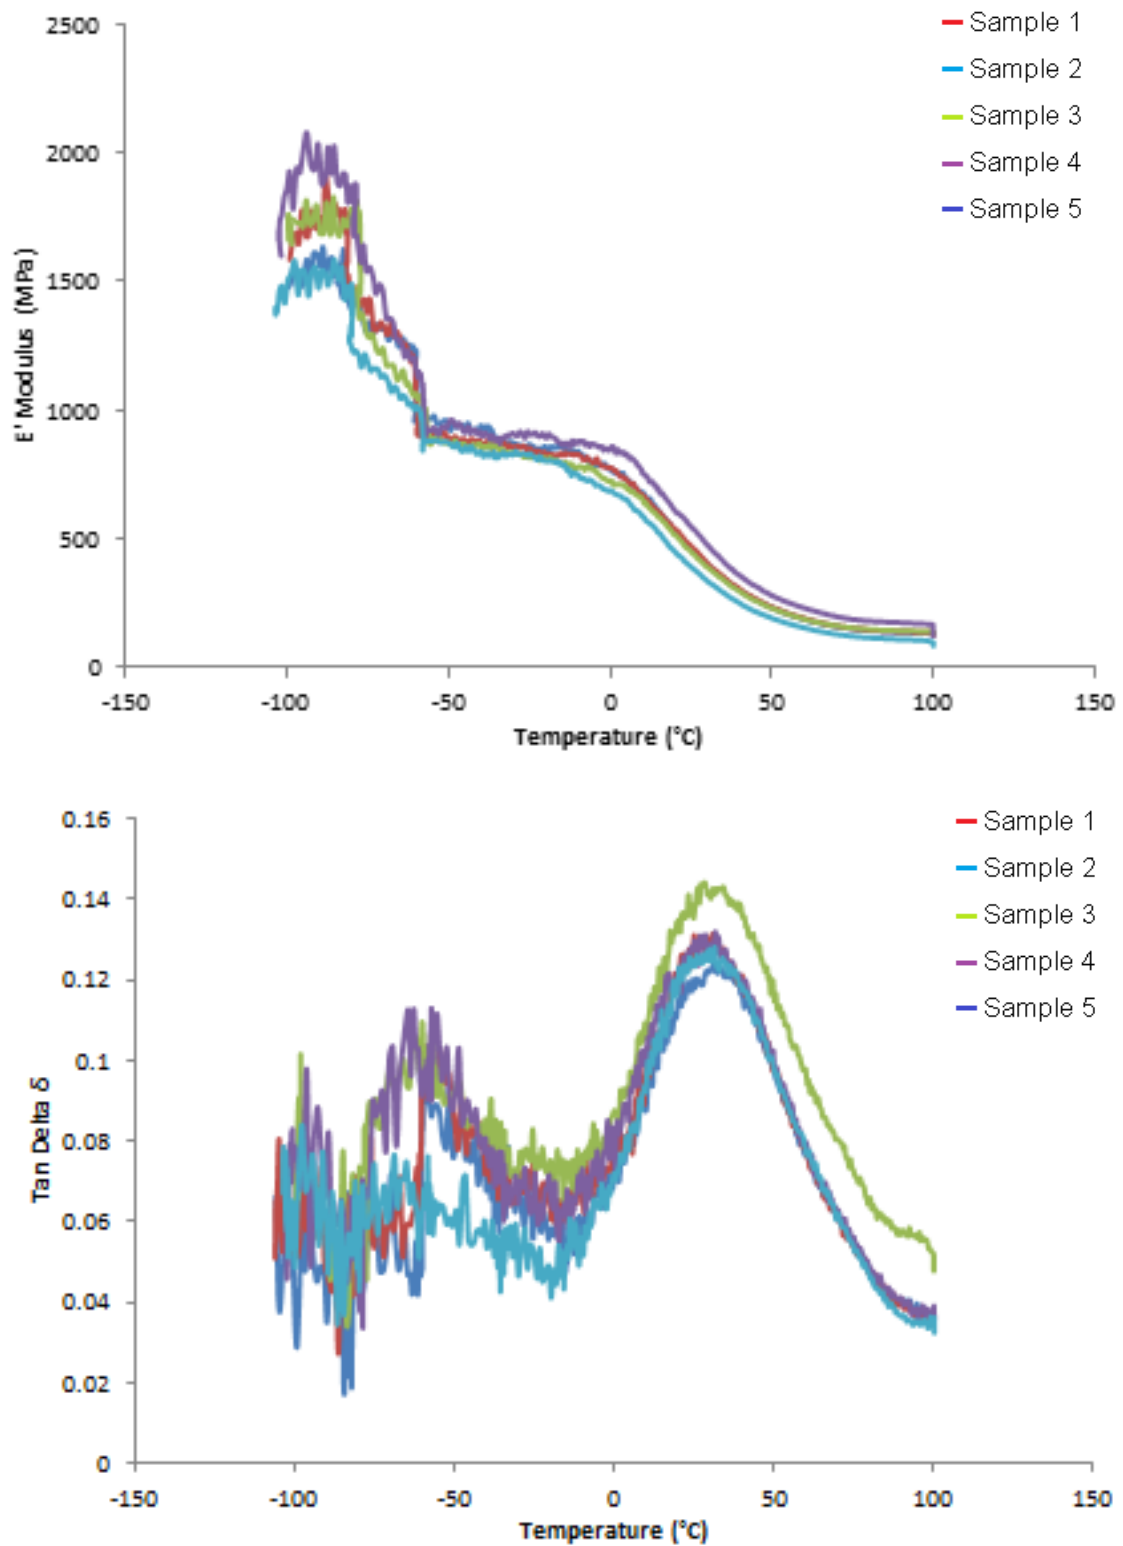 2500
2000
1500
1000
500
0
E' Modulus (MPa)
-150 -100 -50 0 50 100 150
Temperature (°C)
Sample 1
Sample 2
Sample 3
Sample 4
Sample 5
0.16
0.14
0.12
0.1
0.08
0.06
0.04
0.02
0
Tan Delta δ
-150 -100 -50 0 50 100 150
Temperature (°C)
Sample 1
Sample 2
Sample 3
Sample 4
Sample 5